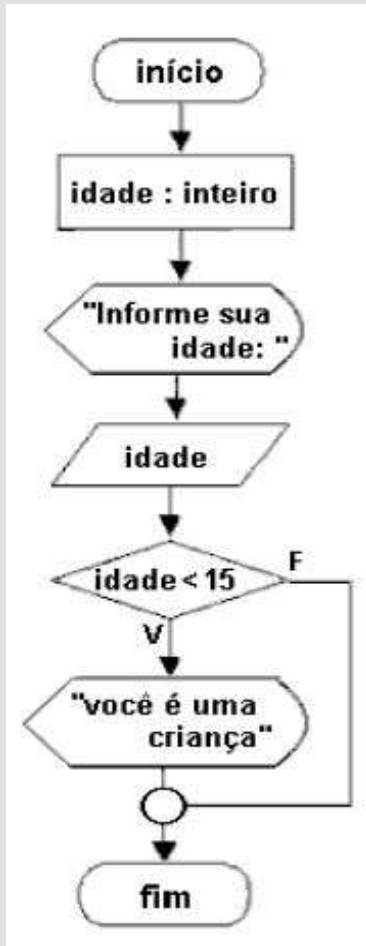 início
idade : inteiro
"Informe sua
idade: "
idade
idade < 15
F
V
"você é uma
criança"
fim